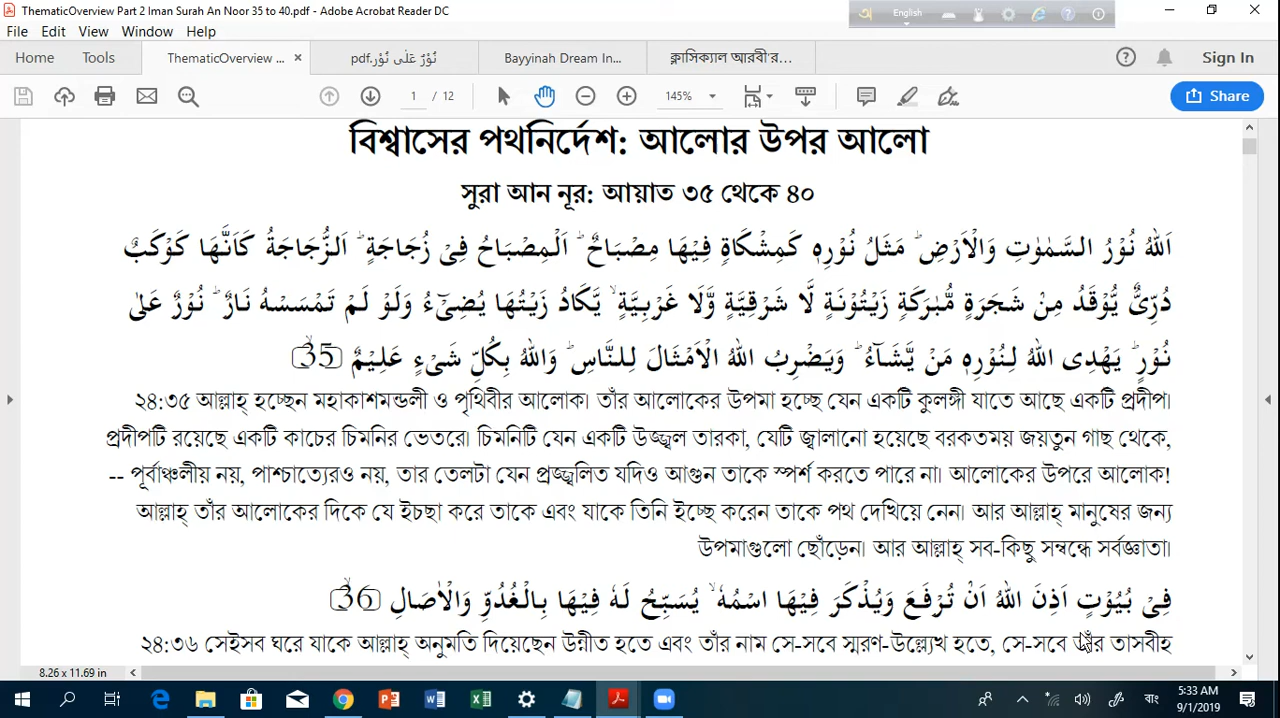 ThematicOverview Part 2 Iman Surah An Noor 35 to 40.pdf - Adobe Acrobat Reader DC
English
File Edit View Window Help
Home Tools ThematicOverview ... × نُوْرٌ عَلٰى نُوْر.pdf Bayyinah Dream In... ক্লাসিক্যাল আরবী'র... Sign In
1 / 12 145% Share
বিশ্বাসের পথনির্দেশ: আলোর উপর আলো
সুরা আন নূর: আয়াত ৩৫ থেকে ৪০
اَللّٰهُ نُوْرُ السَّمٰوٰتِ وَالْاَرْضِ ؕ مَثَلُ نُوْرِهٖ كَمِشْكَاةٍ فِيْهَا مِصْبَاحٌ ؕ اَلْمِصْبَاحُ فِىْ زُجَاجَةٍ ؕ اَلزُّجَاجَةُ كَاَنَّهَا كَوْكَبٌ
دُرِّىٌّ يُّوْقَدُ مِنْ شَجَرَةٍ مُّبٰرَكَةٍ زَيْتُوْنَةٍ لَّا شَرْقِيَّةٍ وَّلَا غَرْبِيَّةٍ ۙ يَّكَادُ زَيْتُهَا يُضِىْٓءُ وَلَوْ لَمْ تَمْسَسْهُ نَارٌ ؕ نُوْرٌ عَلٰى
نُوْرٍ ؕ يَهْدِى اللّٰهُ لِنُوْرِهٖ مَنْ يَّشَآءُ ؕ وَيَضْرِبُ اللّٰهُ الْاَمْثَالَ لِلنَّاسِ ؕ وَاللّٰهُ بِكُلِّ شَىْءٍ عَلِيْمٌ ۙ 35
২৪:৩৫ আল্লাহ্ হচ্ছেন মহাকাশমন্ডলী ও পৃথিবীর আলোক। তাঁর আলোকের উপমা হচ্ছে যেন একটি কুলঙ্গী যাতে আছে একটি প্রদীপ।
প্রদীপটি রয়েছে একটি কাচের চিমনির ভেতরে। চিমনিটি যেন একটি উজ্জ্বল তারকা, যেটি জ্বালানো হয়েছে বরকতময় জয়তুন গাছ থেকে,
-- পূর্বাঞ্চলীয় নয়, পাশ্চাত্যেরও নয়, তার তেলটা যেন প্রজ্জ্বলিত যদিও আগুন তাকে স্পর্শ করতে পারে না। আলোকের উপরে আলোক!
আল্লাহ্ তাঁর আলোকের দিকে যে ইচছা করে তাকে এবং যাকে তিনি ইচ্ছে করেন তাকে পথ দেখিয়ে নেন। আর আল্লাহ্ মানুষের জন্য
উপমাগুলো ছোঁড়েন। আর আল্লাহ্ সব-কিছু সম্বন্ধে সর্বজ্ঞাতা।
فِىْ بُيُوْتٍ اَذِنَ اللّٰهُ اَنْ تُرْفَعَ وَيُذْكَرَ فِيْهَا اسْمُهٗ ۙ يُسَبِّحُ لَهٗ فِيْهَا بِالْغُدُوِّ وَالْاٰصَالِ ۙ 36
২৪:৩৬ সেইসব ঘরে যাকে আল্লাহ্ অনুমতি দিয়েছেন উন্নীত হতে এবং তাঁর নাম সে-সবে স্মরণ-উল্ল্যেখ হতে, সে-সবে তাঁর তাসবীহ
8.26 x 11.69 in
বাং 5:33 AM
9/1/2019